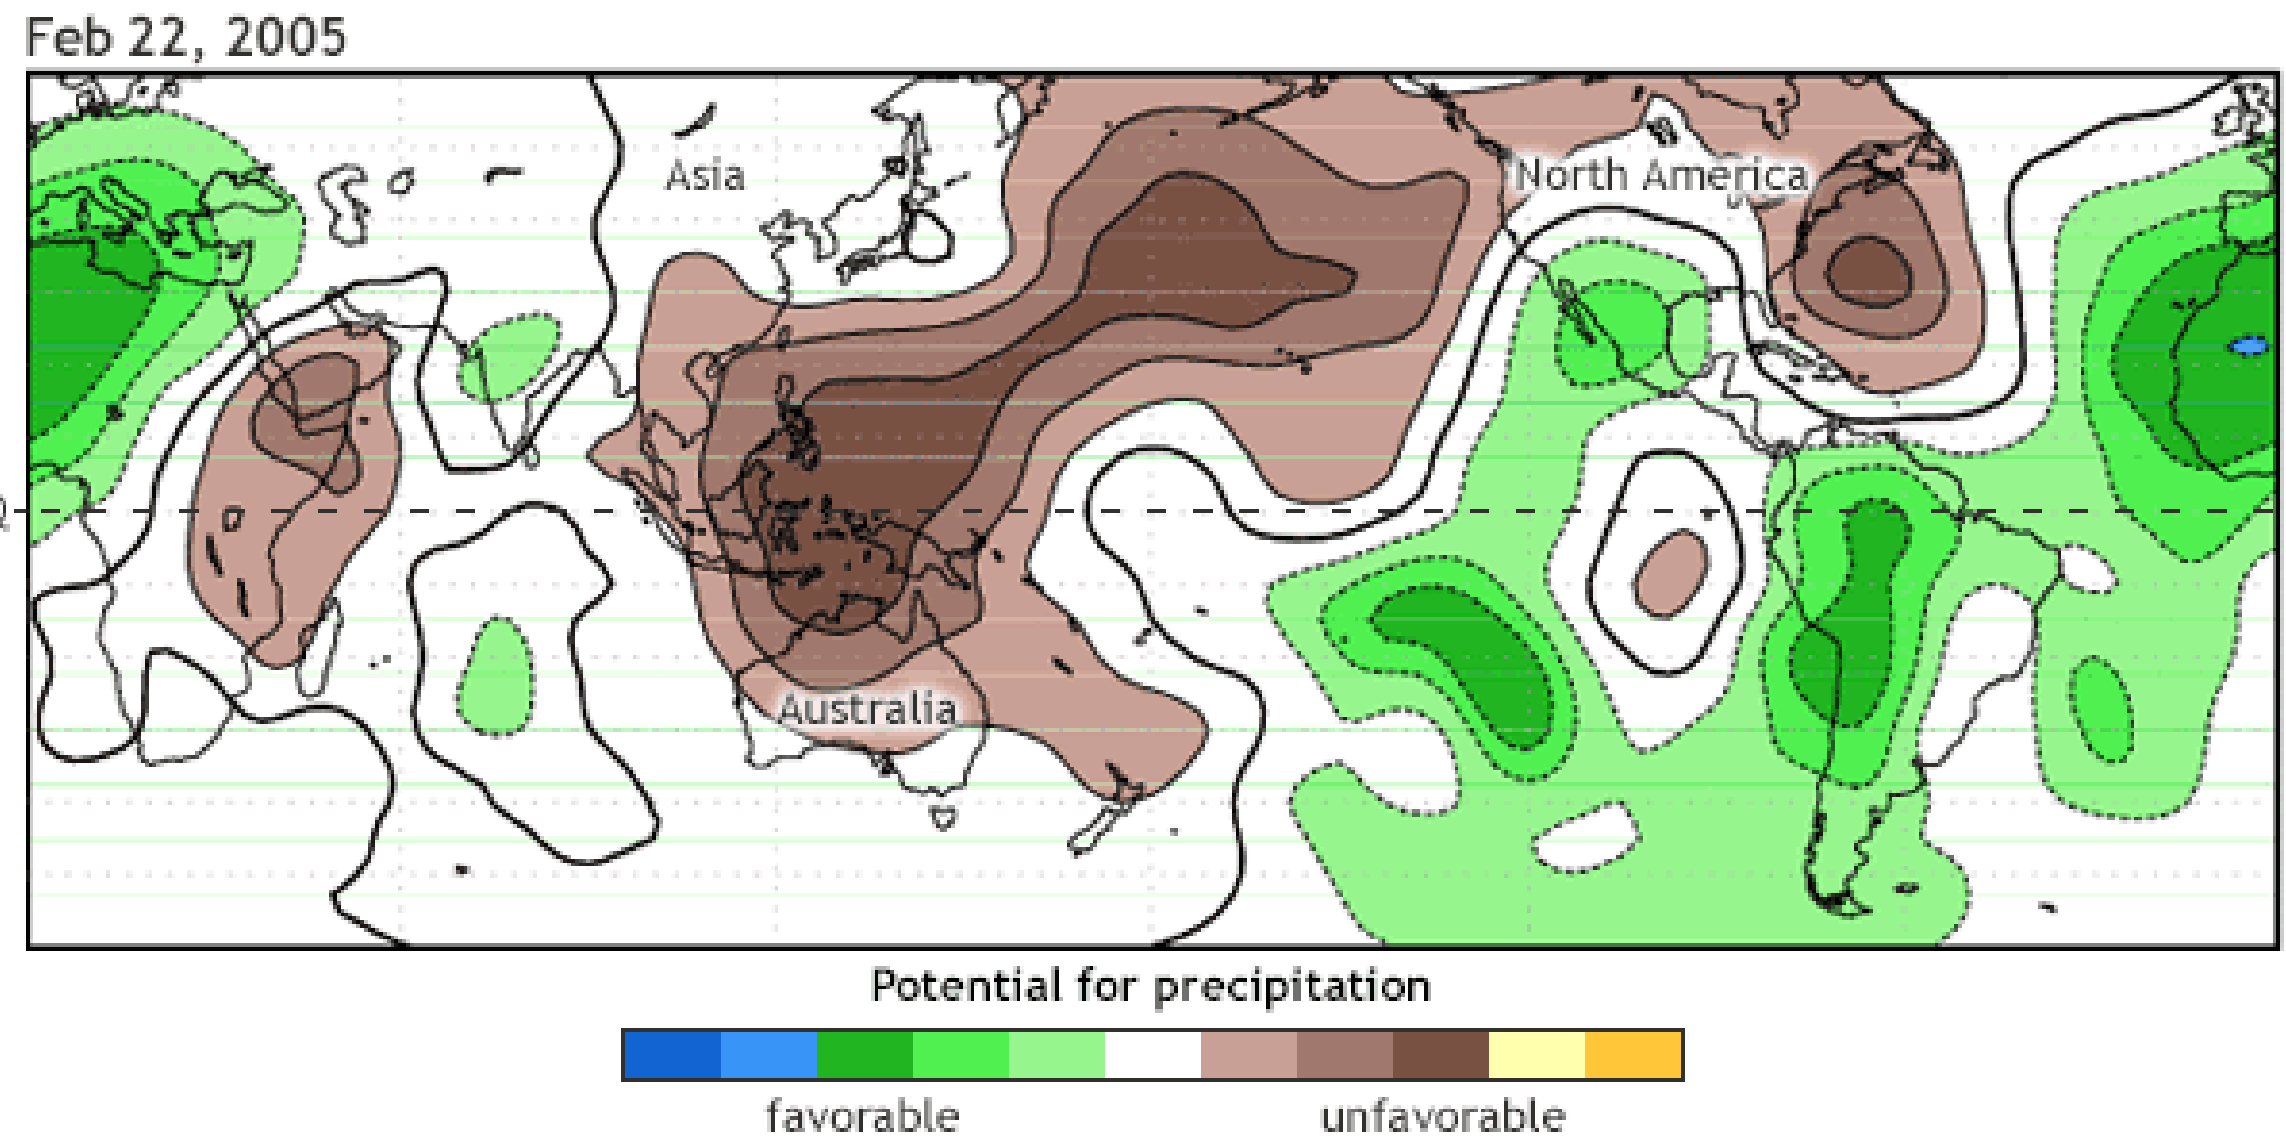 Feb 22, 2005
Asia
North America
Australia
Potential for precipitation
favorable
unfavorable